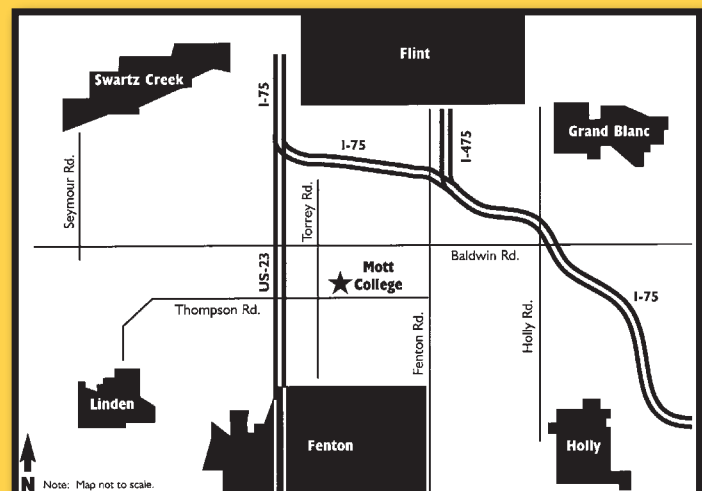 Flint
Swartz Creek
I-75
Grand Blanc
I-475
I-75
Seymour Rd.
Torrey Rd.
Baldwin Rd.
US-23
Mott
College
I-75
Thompson Rd.
Fenton Rd.
Holly Rd.
Linden
Fenton
Holly
N
Note: Map not to scale.